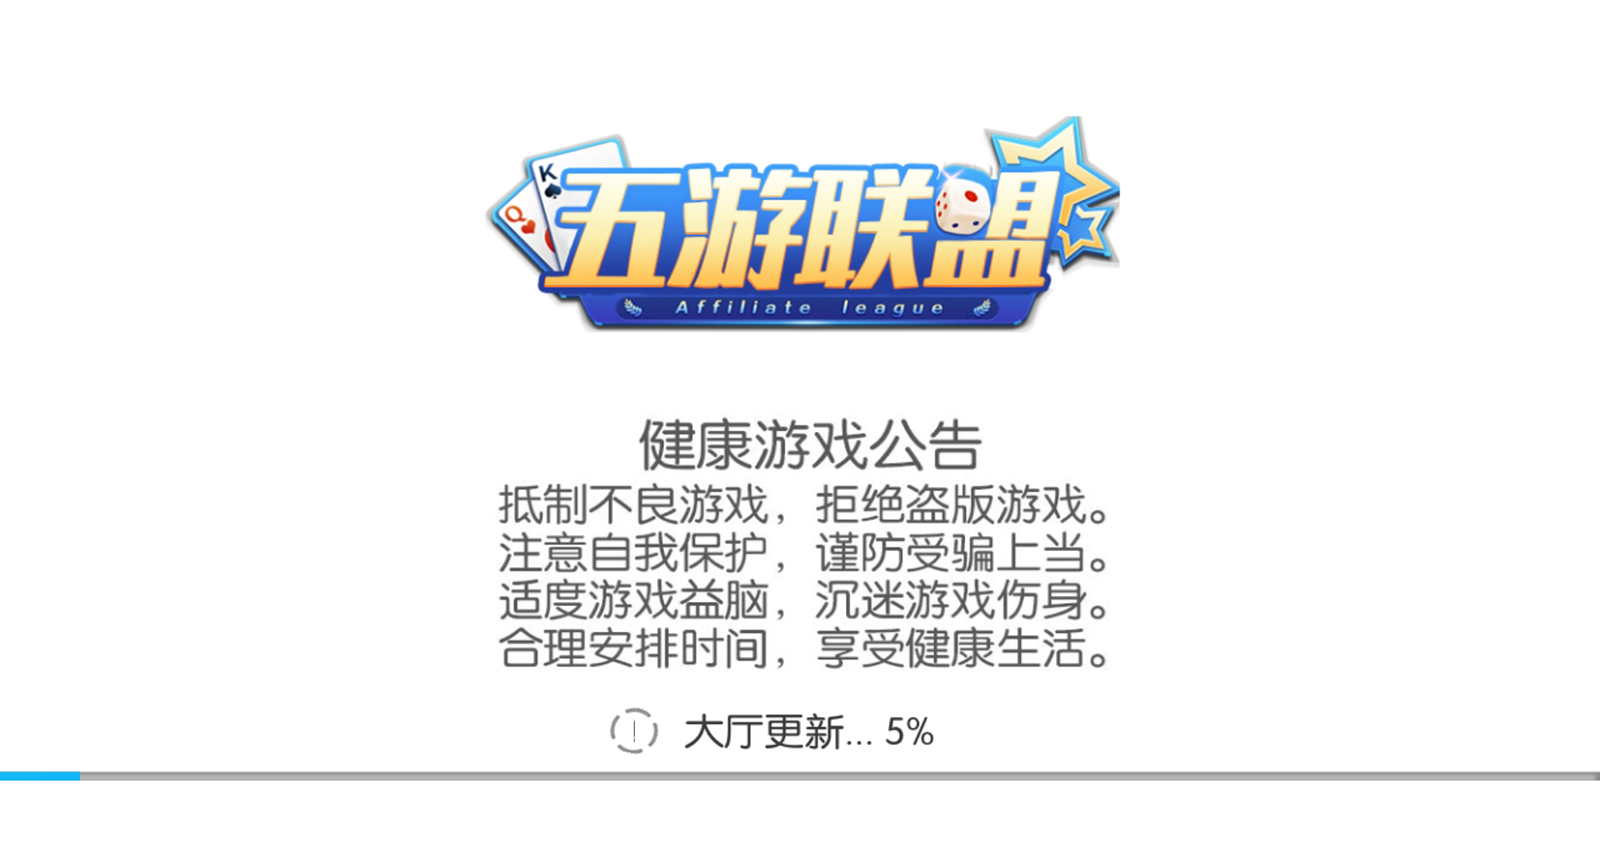 K
Q
五游联盟
Affiliate league
健康游戏公告
抵制不良游戏，拒绝盗版游戏。
注意自我保护，谨防受骗上当。
适度游戏益脑，沉迷游戏伤身。
合理安排时间，享受健康生活。
大厅更新... 5%